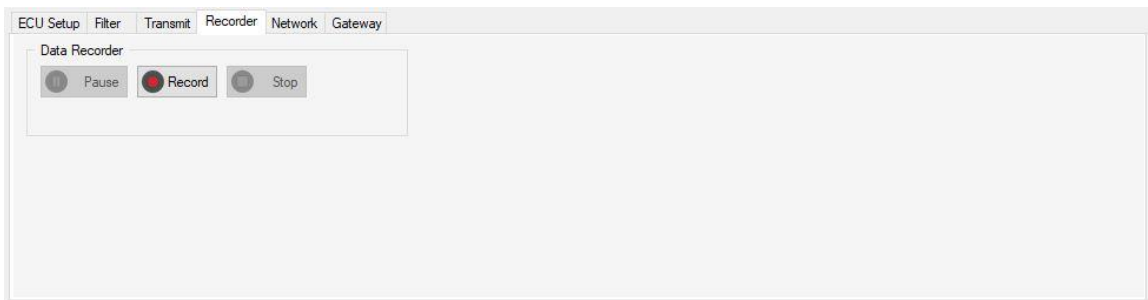 ECU Setup Filter Transmit Recorder Network Gateway
Data Recorder
Pause Record Stop